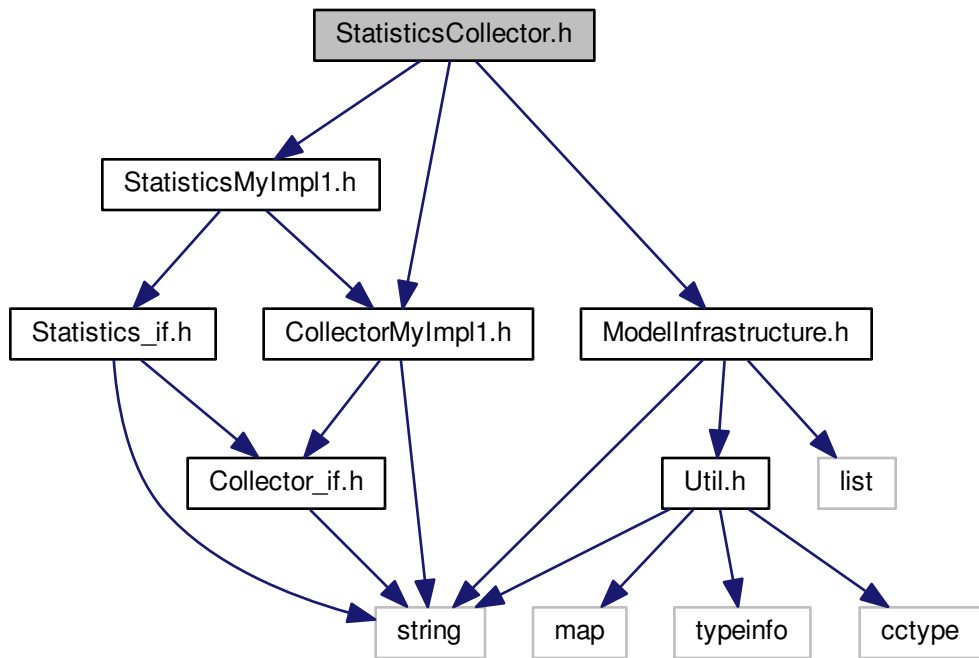 StatisticsCollector.h
StatisticsMyImpl1.h
Statistics_if.h
CollectorMyImpl1.h
ModelInfrastructure.h
Collector_if.h
Util.h
list
string
map
typeinfo
cctype